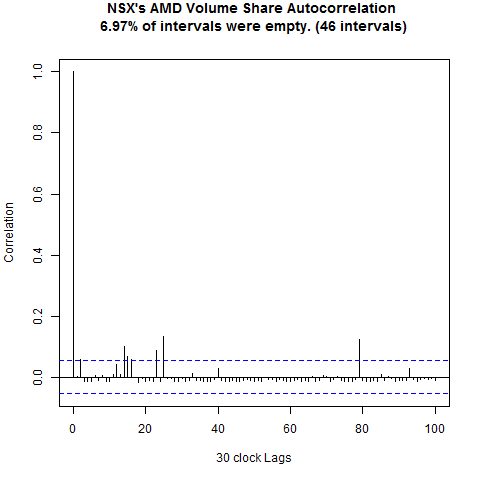 NSX's AMD Volume Share Autocorrelation
6.97% of intervals were empty. (46 intervals)
1.0
0.8
0.6
0.4
0.2
0.0
Correlation
0 20 40 60 80 100
30 clock Lags